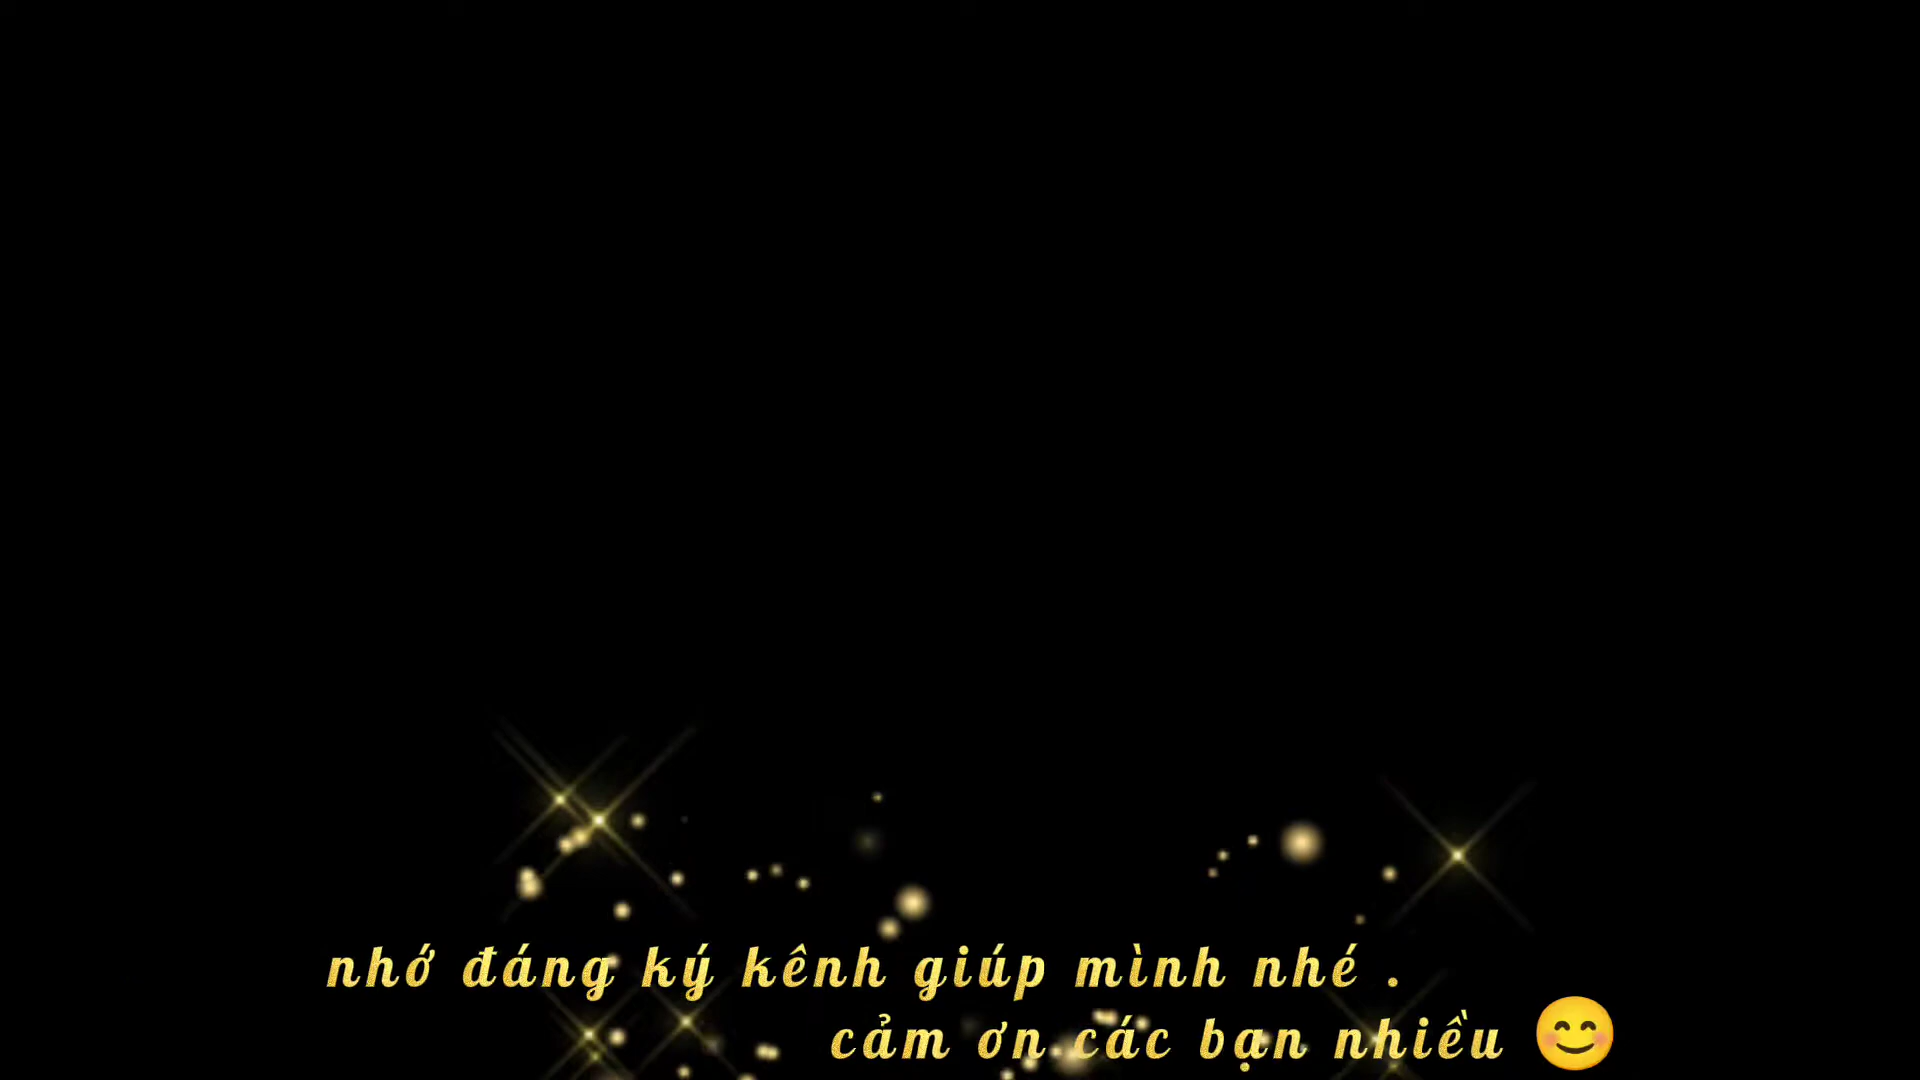 nhớ đáng ký kênh giúp mình nhé .
cảm ơn các bạn nhiều 😊